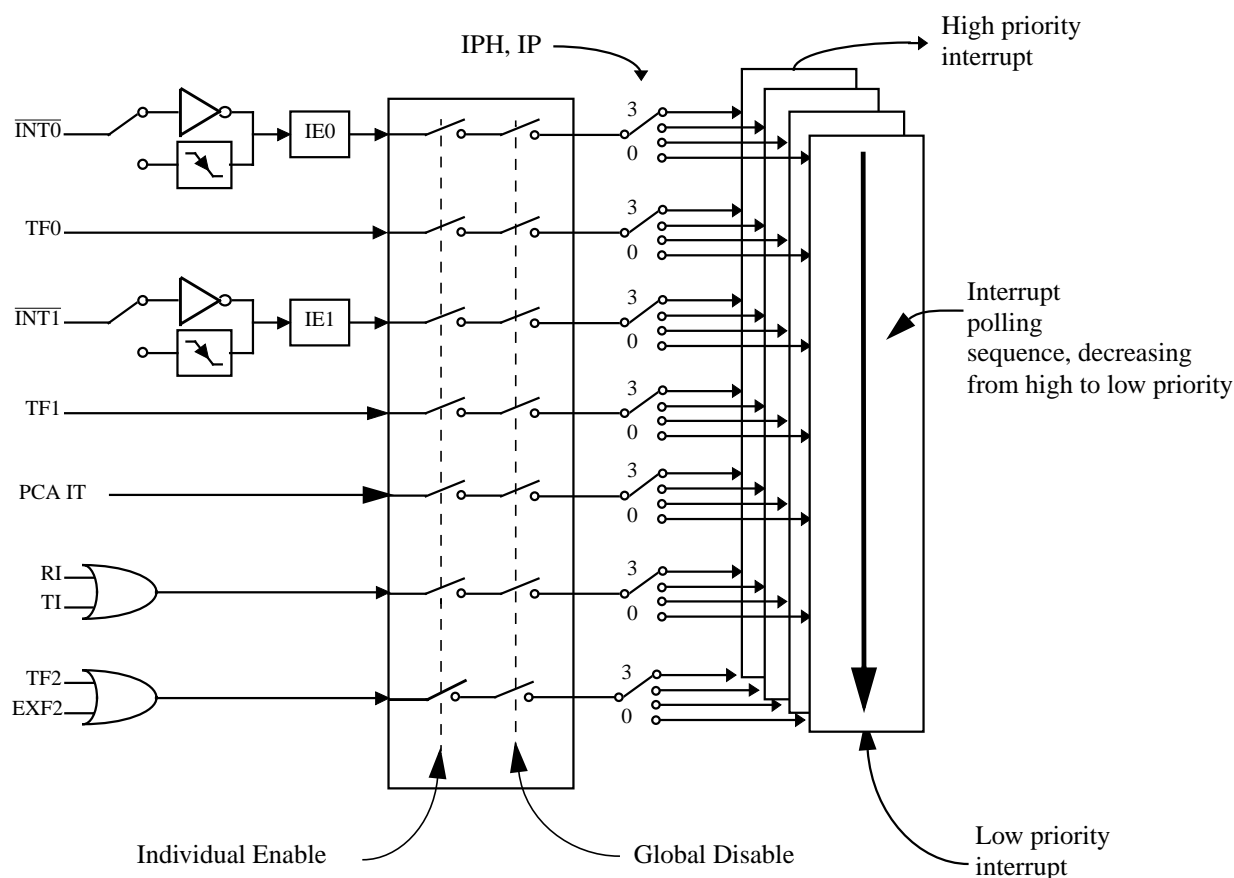 High priority
interrupt
IPH, IP
INT0
IE0
3
0
TF0
3
0
INT1
IE1
3
0
Interrupt
polling
sequence, decreasing
from high to low priority
TF1
3
0
PCA IT
3
0
RI
TI
3
0
TF2
EXF2
3
0
Individual Enable
Global Disable
Low priority
interrupt